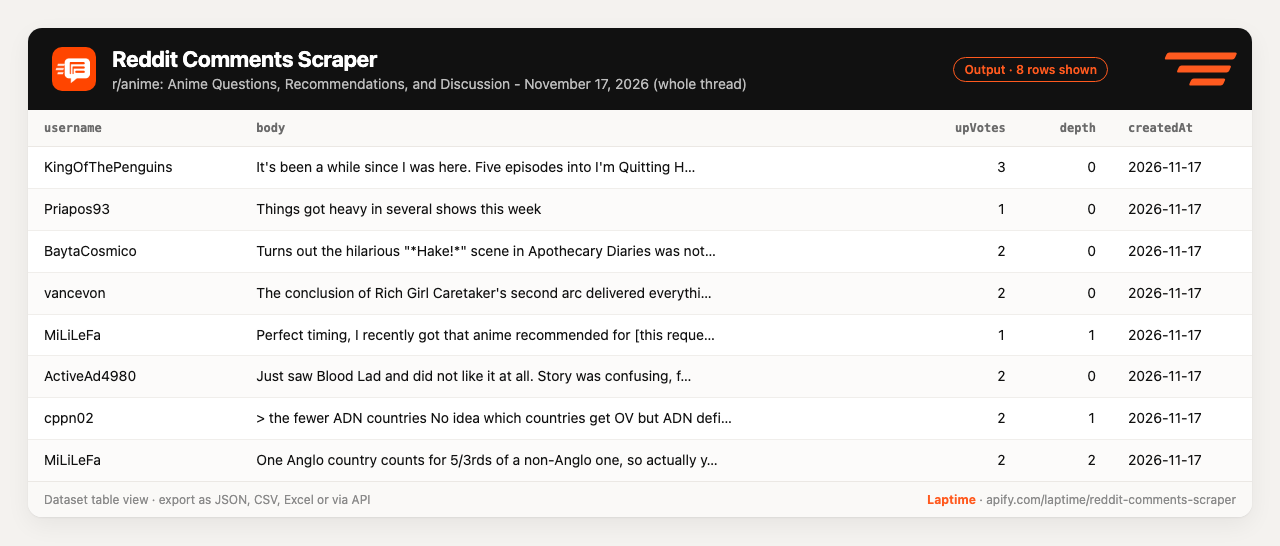 Reddit Comments Scraper
r/anime: Anime Questions, Recommendations, and Discussion - November 17, 2026 (whole thread)
Output · 8 rows shown
username body upVotes depth createdAt
KingOfThePenguins It's been a while since I was here. Five episodes into I'm Quitting H... 3 0 2026-11-17
Priapos93 Things got heavy in several shows this week 1 0 2026-11-17
BaytaCosmico Turns out the hilarious "*Hake!*" scene in Apothecary Diaries was not... 2 0 2026-11-17
vancevon The conclusion of Rich Girl Caretaker's second arc delivered everythi... 2 0 2026-11-17
MiLiLeFa Perfect timing, I recently got that anime recommended for [this reque... 1 1 2026-11-17
ActiveAd4980 Just saw Blood Lad and did not like it at all. Story was confusing, f... 2 0 2026-11-17
cppn02 > the fewer ADN countries No idea which countries get OV but ADN defi... 2 1 2026-11-17
MiLiLeFa One Anglo country counts for 5/3rds of a non-Anglo one, so actually y... 2 2 2026-11-17
Dataset table view · export as JSON, CSV, Excel or via API
Laptime · apify.com/laptime/reddit-comments-scraper